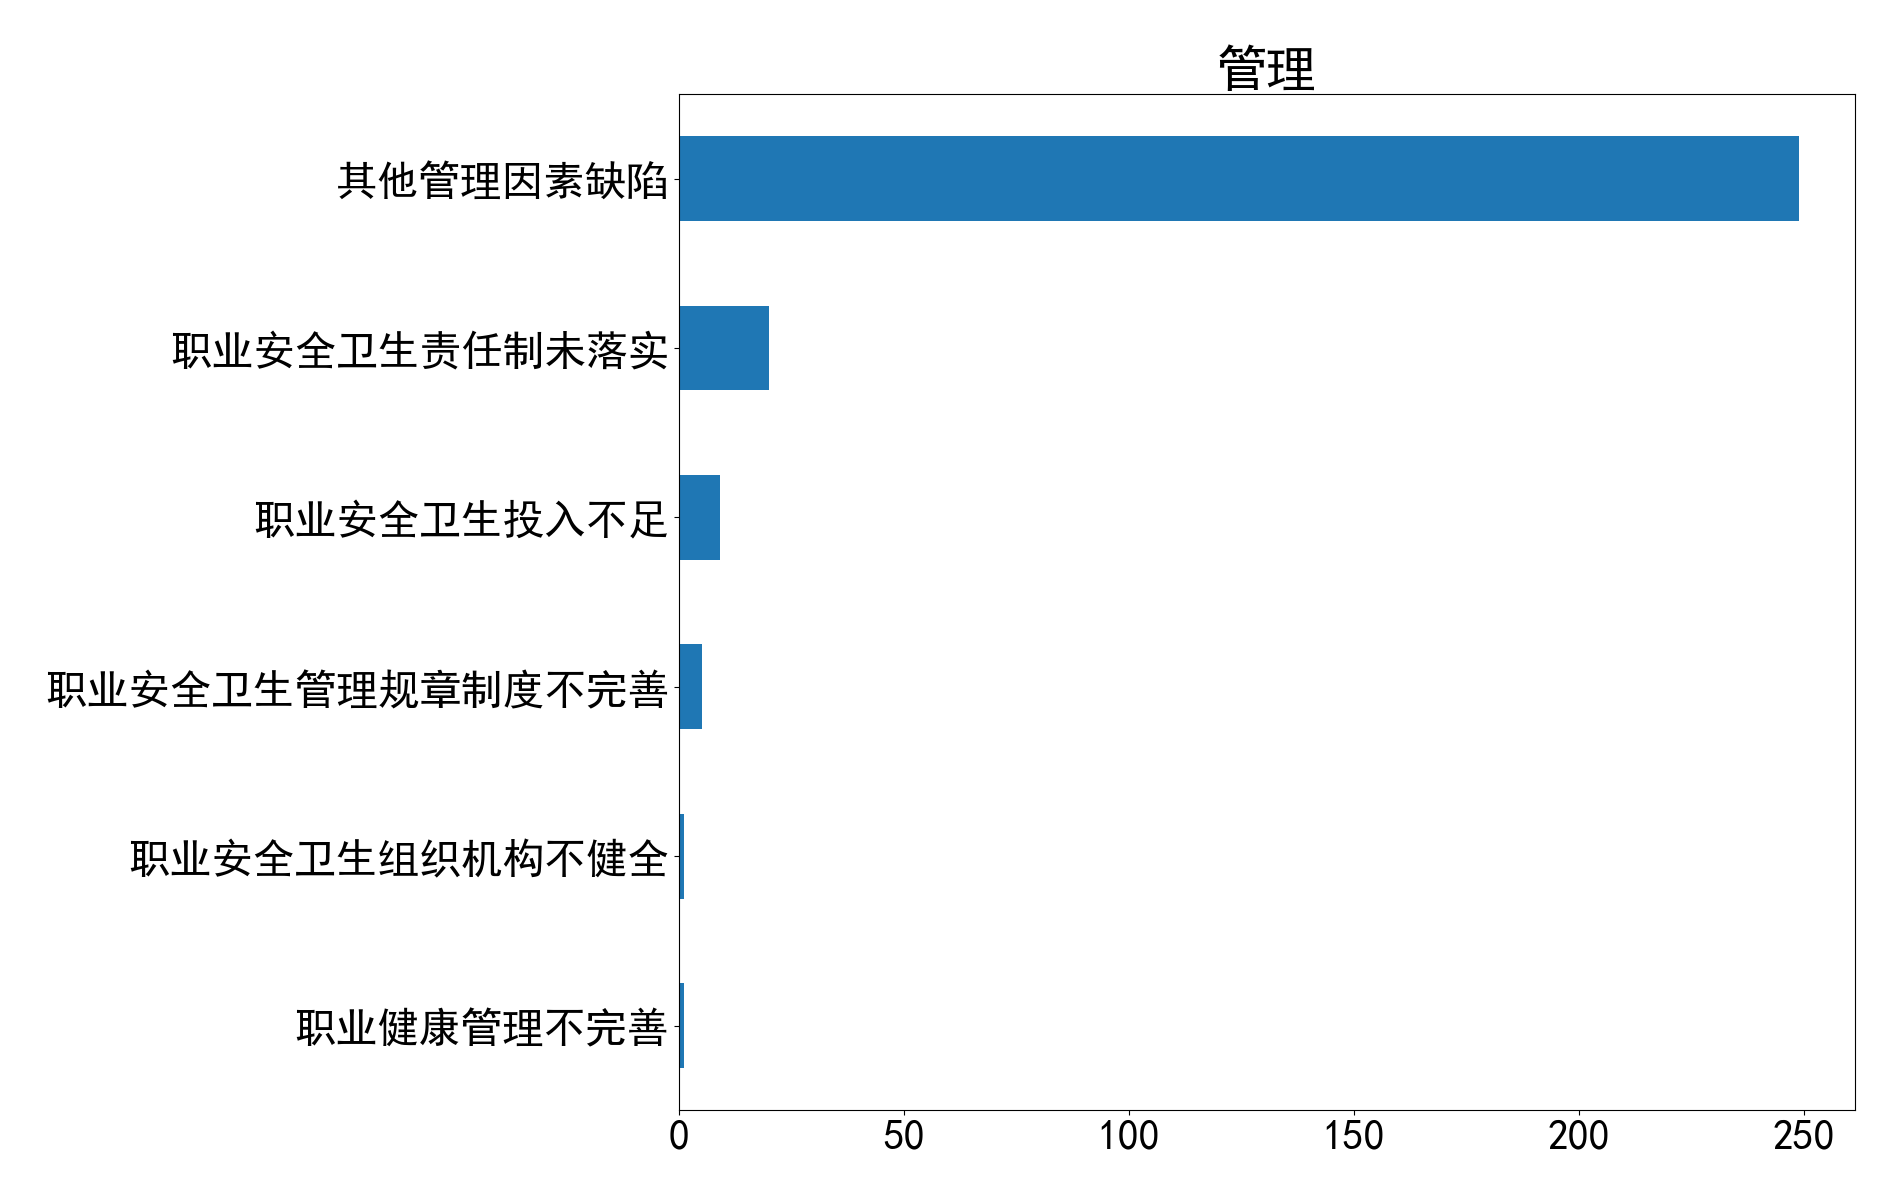 管理
其他管理因素缺陷
职业安全卫生责任制未落实
职业安全卫生投入不足
职业安全卫生管理规章制度不完善
职业安全卫生组织机构不健全
职业健康管理不完善
0 50 100 150 200 250